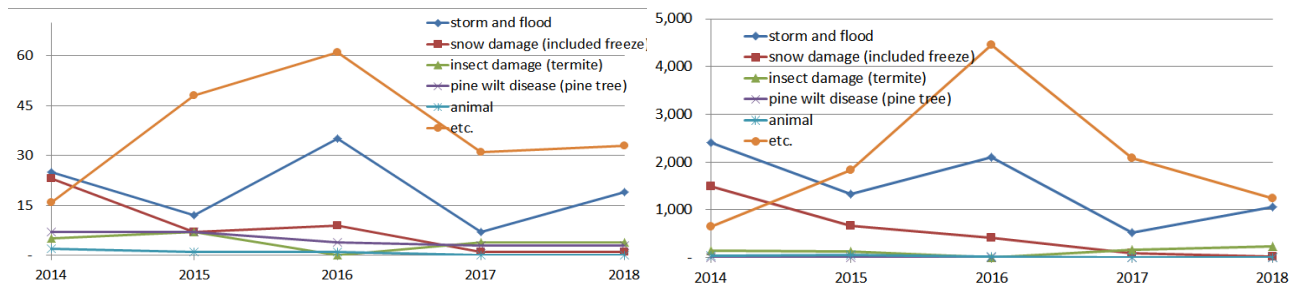 storm and flood
snow damage (included freeze)
insect damage (termite)
pine wilt disease (pine tree)
animal
etc.
60
45
30
15
-
2014 2015 2016 2017 2018
5,000
4,000
3,000
2,000
1,000
-
storm and flood
snow damage (included freeze)
insect damage (termite)
pine wilt disease (pine tree)
animal
etc.
2014 2015 2016 2017 2018